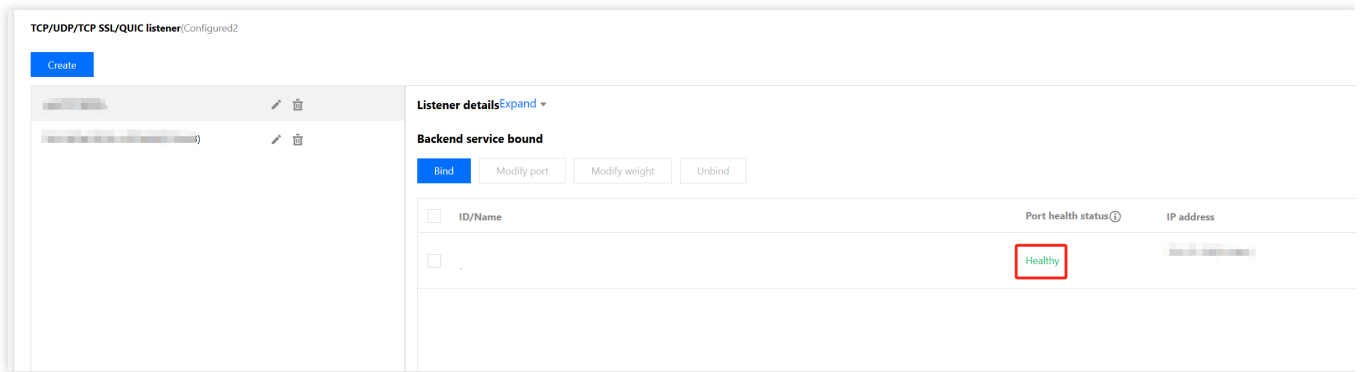 TCP/UDP/TCP SSL/QUIC listener(Configured2
Create
Listener details Expand
Backend service bound
Bind Modify port Modify weight Unbind
ID/Name Port health status IP address
Healthy